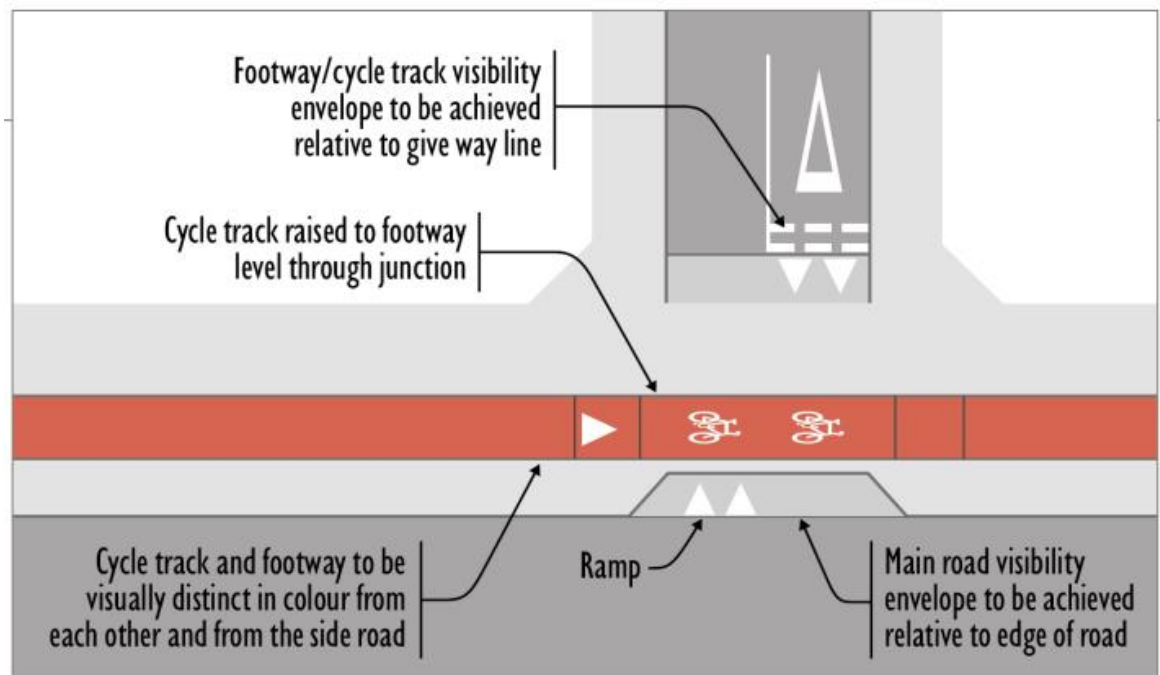 Footway/cycle track visibility
envelope to be achieved
relative to give way line
Cycle track raised to footway
level through junction
Cycle track and footway to be
visually distinct in colour from
each other and from the side road
Ramp
Main road visibility
envelope to be achieved
relative to edge of road